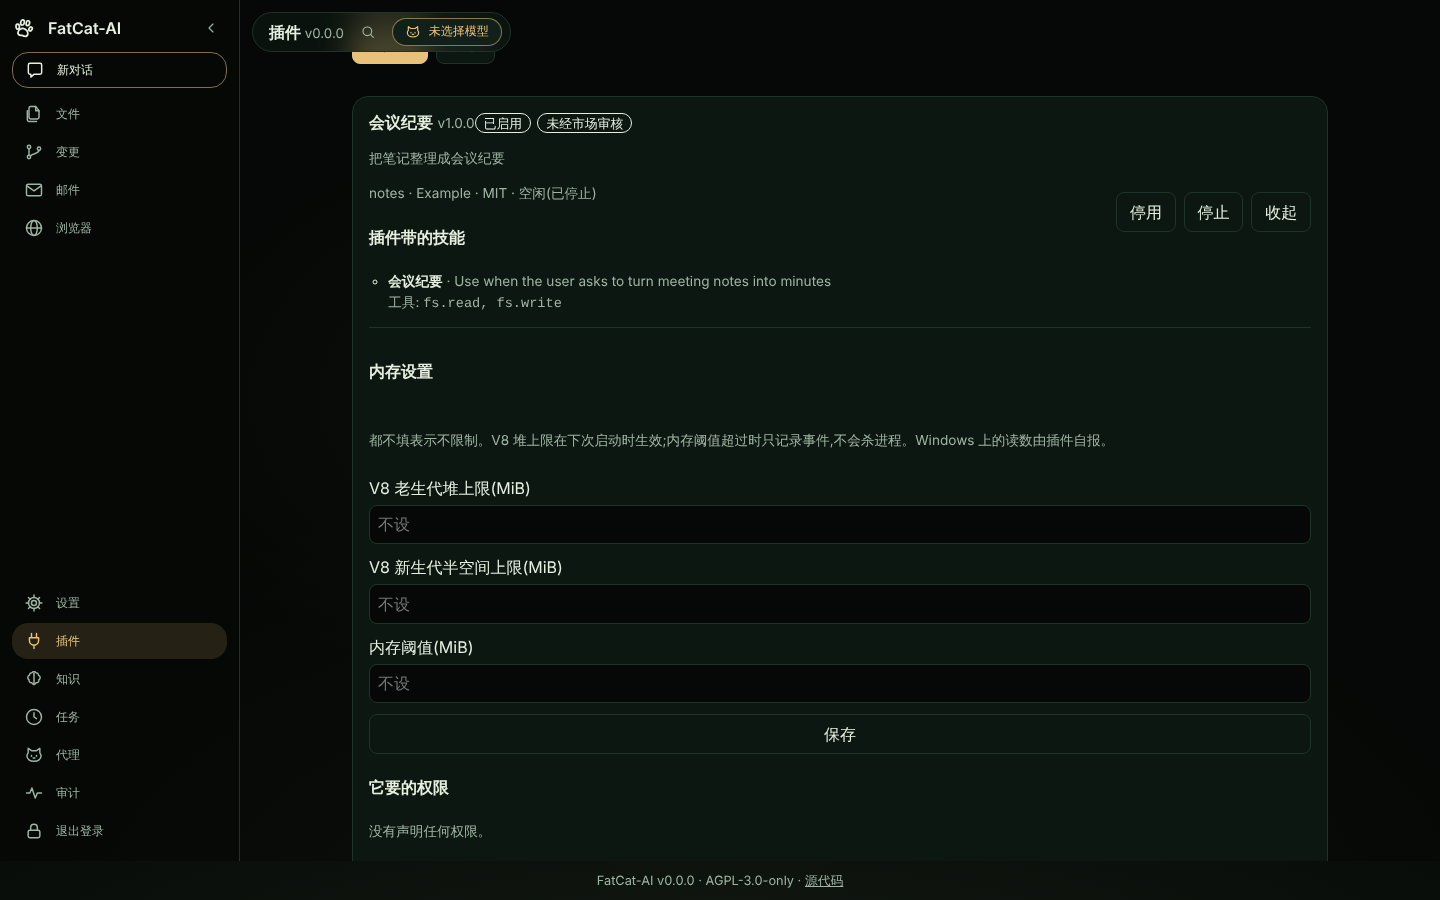 FatCat-AI
新对话
文件
变更
邮件
浏览器
设置
插件
知识
任务
代理
审计
退出登录
插件 v0.0.0
未选择模型
会议纪要 v1.0.0 已启用 未经市场审核
把笔记整理成会议纪要
notes · Example · MIT · 空闲(已停止)
停用 停止 收起
插件带的技能
会议纪要 · Use when the user asks to turn meeting notes into minutes
工具: fs.read, fs.write
内存设置
都不填表示不限制。V8 堆上限在下次启动时生效;内存阈值超过时只记录事件,不会杀进程。Windows 上的读数由插件自报。
V8 老生代堆上限(MiB)
不设
V8 新生代半空间上限(MiB)
不设
内存阈值(MiB)
不设
保存
它要的权限
没有声明任何权限。
FatCat-AI v0.0.0 · AGPL-3.0-only · 源代码